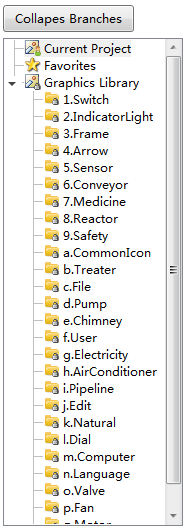 Collapes Branches
Current Project
Favorites
Graphics Library
1.Switch
2.IndicatorLight
3.Frame
4.Arrow
5.Sensor
6.Conveyor
7.Medicine
8.Reactor
9.Safety
a.CommonIcon
b.Treater
c.File
d.Pump
e.Chimney
f.User
g.Electricity
h.AirConditioner
i.Pipeline
j.Edit
k.Natural
l.Dial
m.Computer
n.Language
o.Valve
p.Fan